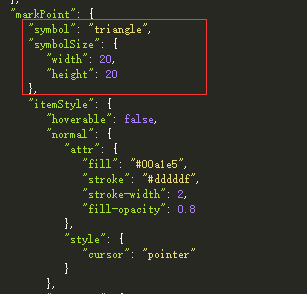 },
"markPoint": {
"symbol": "triangle",
"symbolSize": {
"width": 20,
"height": 20
},
"itemStyle": {
"hoverable": false,
"normal": {
"attr": {
"fill": "#00a1e5",
"stroke": "#dddddf",
"stroke-width": 2,
"fill-opacity": 0.8
},
"style": {
"cursor": "pointer"
}
},